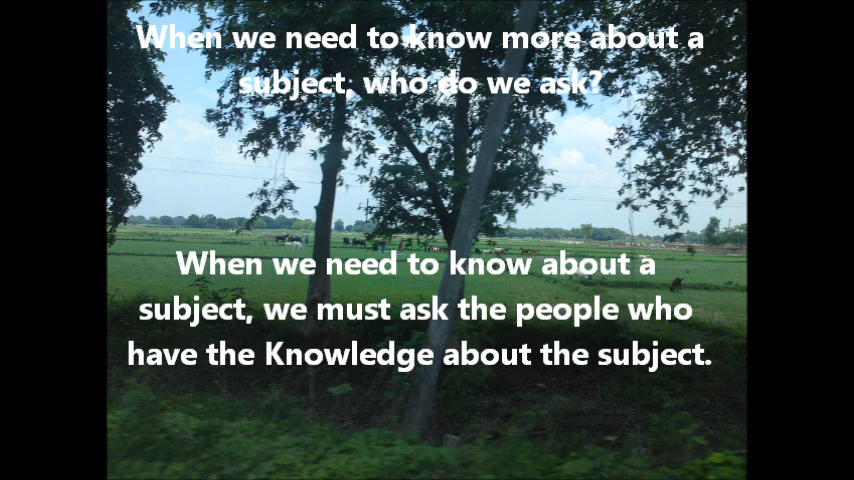 When we need to know more about a
subject, who do we ask?
When we need to know about a
subject, we must ask the people who
have the Knowledge about the subject.